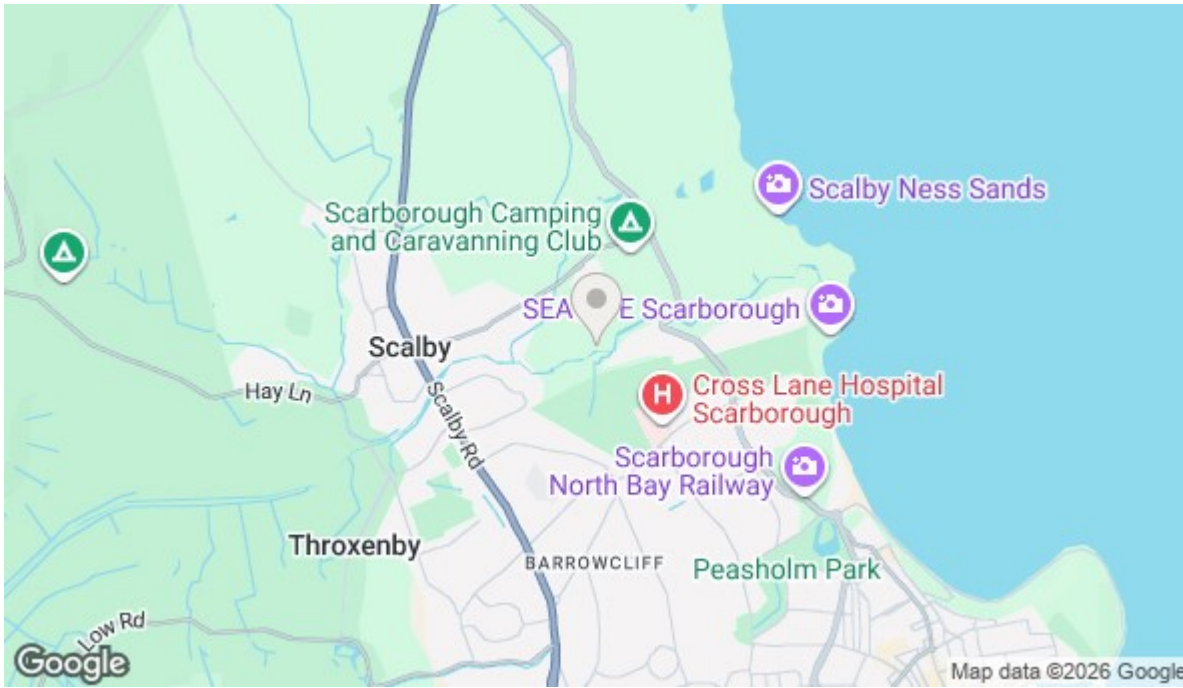 Scalby Ness Sands
Scarborough Camping
and Caravanning Club
SEA
E Scarborough
Scalby
Hay Ln
Scalby Rd
Cross Lane Hospital
Scarborough
Scarborough
North Bay Railway
Throxenby
BARROWCLIFF
Peasholm Park
Low Rd
Google
Map data ©2026 Google